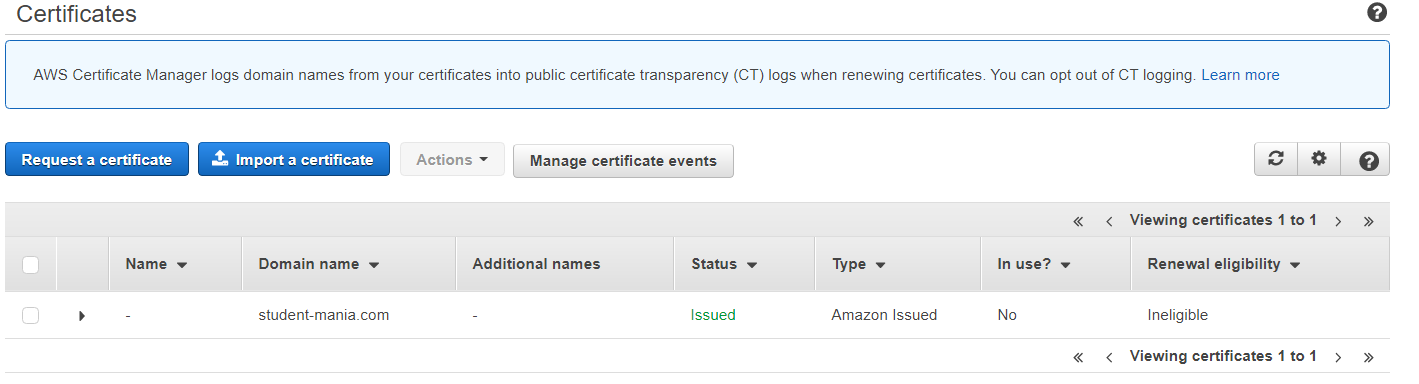 Certificates
AWS Certificate Manager logs domain names from your certificates into public certificate transparency (CT) logs when renewing certificates. You can opt out of CT logging. Learn more
Request a certificate Import a certificate Actions Manage certificate events
« ‹ Viewing certificates 1 to 1 › »
Name Domain name Additional names Status Type In use? Renewal eligibility
- student-mania.com - Issued Amazon Issued No Ineligible
« ‹ Viewing certificates 1 to 1 › »